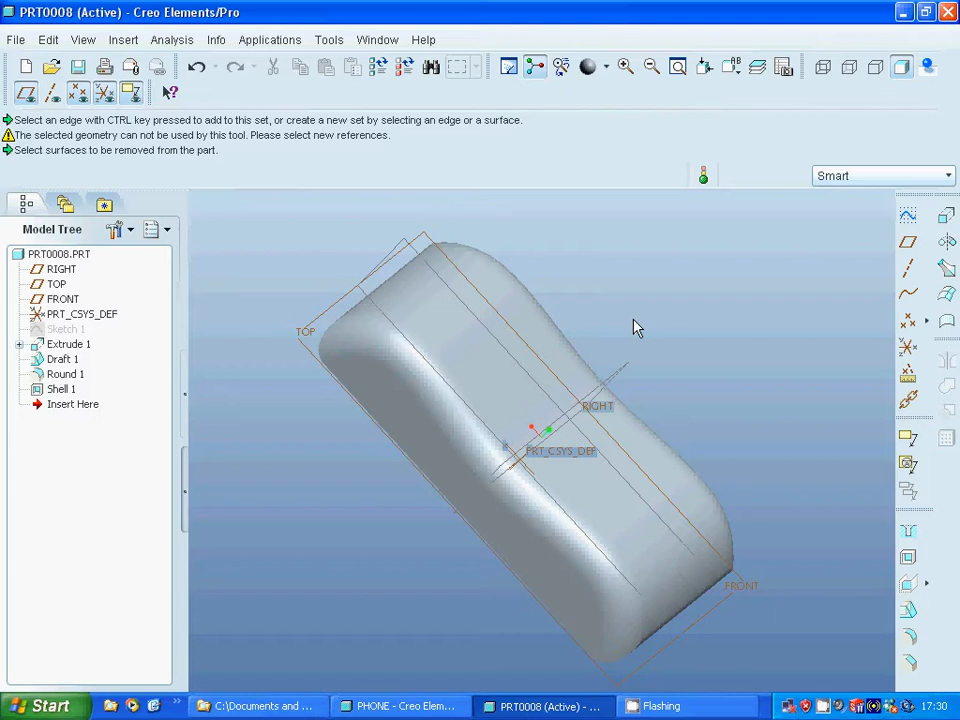 PRT0008 (Active) - Creo Elements/Pro
File Edit View Insert Analysis Info Applications Tools Window Help
Select an edge with CTRL key pressed to add to this set, or create a new set by selecting an edge or a surface.
The selected geometry can not be used by this tool. Please select new references.
Select surfaces to be removed from the part.
Smart
Model Tree
PRT0008.PRT
RIGHT
TOP
FRONT
PRT_CSYS_DEF
Sketch 1
Extrude 1
Draft 1
Round 1
Shell 1
Insert Here
TOP
RIGHT
PRT_CSYS_DEF
FRONT
Start
C:\Documents and ...
PHONE - Creo Elem...
PRT0008 (Active) - ...
Flashing
17:30